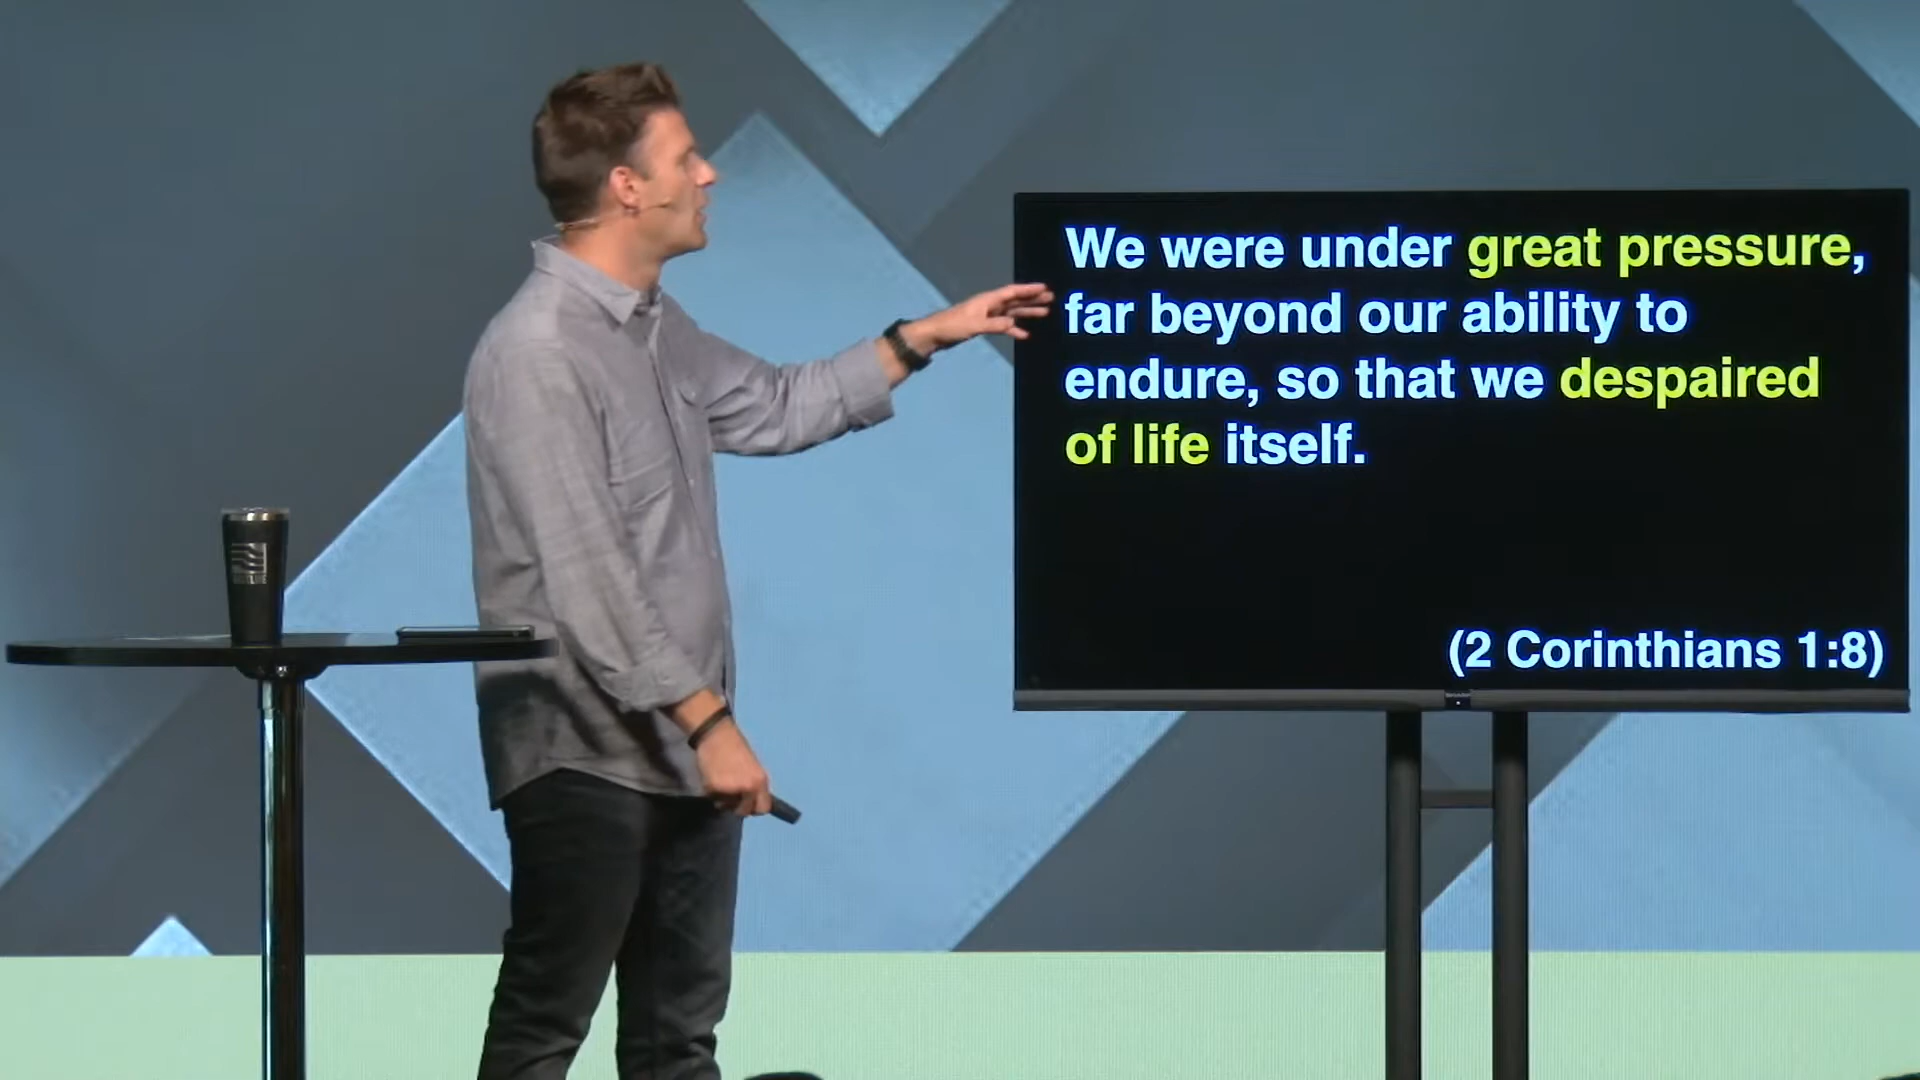 We were under great pressure,
far beyond our ability to
endure, so that we despaired
of life itself.
(2 Corinthians 1:8)